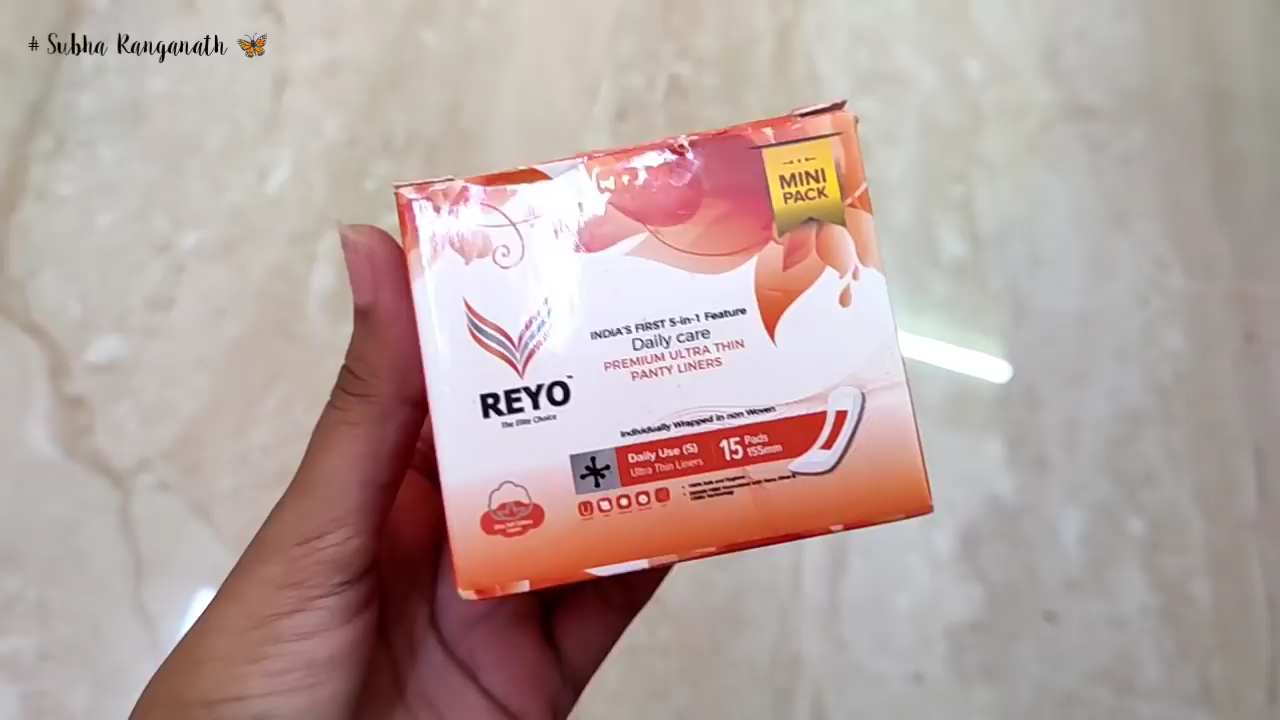 # Subha Ranganath
MINI
PACK
INDIA'S FIRST 5-in-1 Feature
Daily care
PREMIUM ULTRA THIN
PANTY LINERS
REYO
The Elite Choice
Individually Wrapped in non Woven
Daily Use (S)
Ultra Thin Liners
15 Pads
155mm